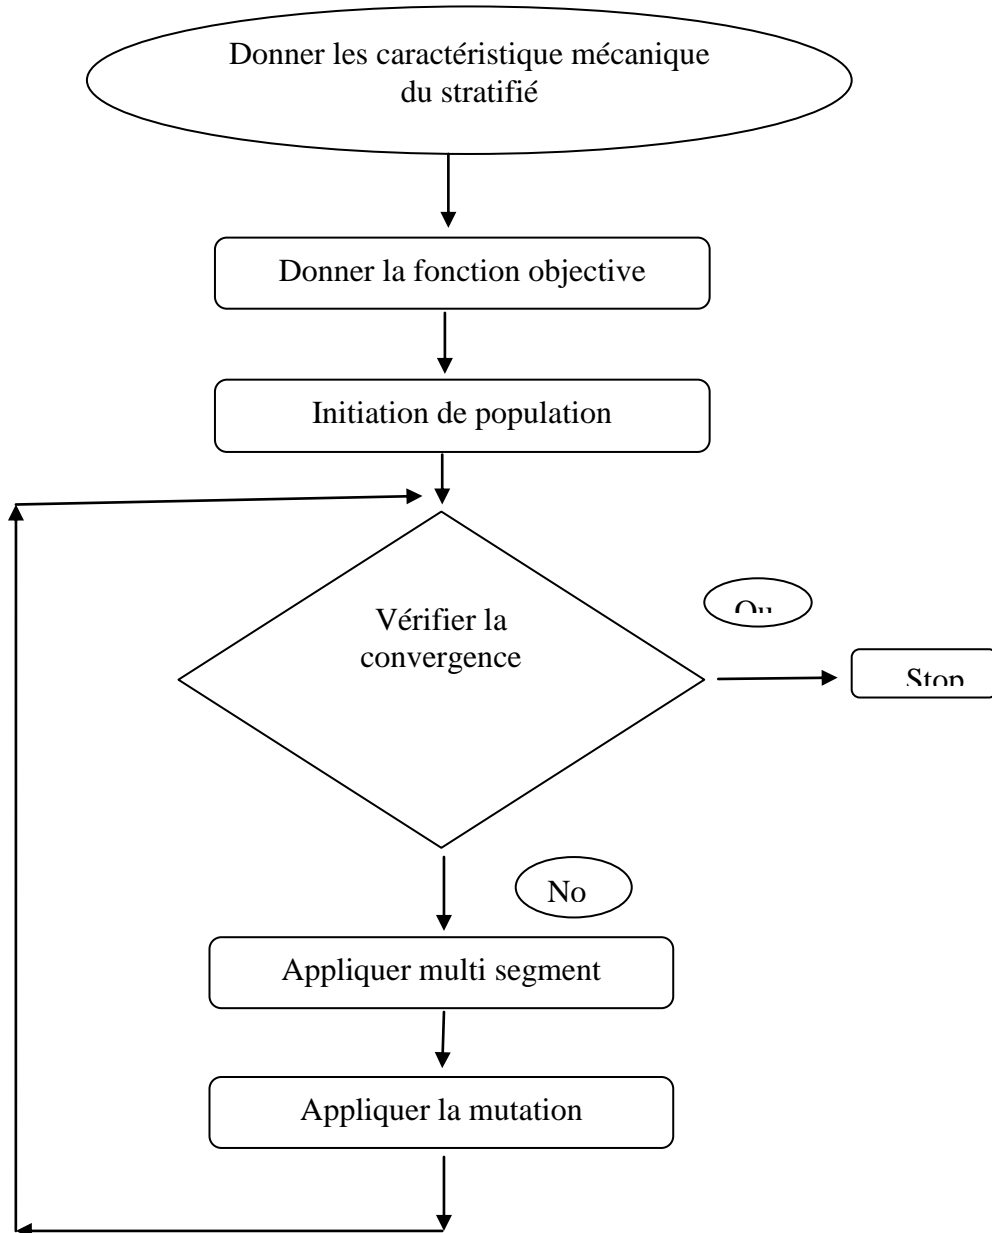 Donner les caractéristique mécanique
du stratifié
Donner la fonction objective
Initiation de population
Vérifier la
convergence
Ou
Stop
No
Appliquer multi segment
Appliquer la mutation